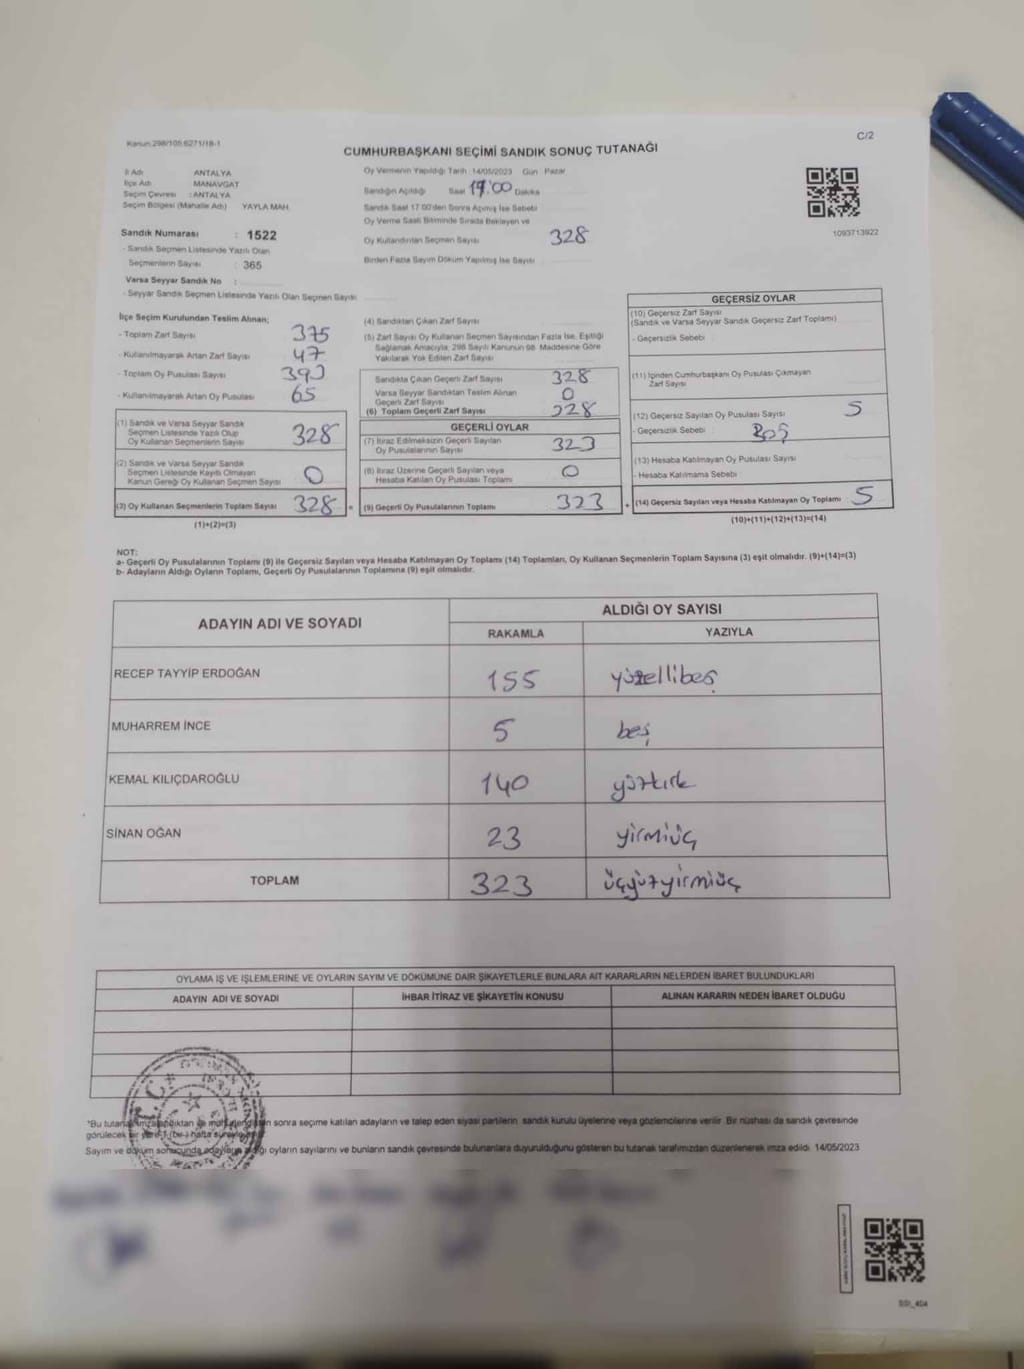 Kanun:298/105.6271/18-1
C/2
CUMHURBAŞKANI SEÇİMİ SANDIK SONUÇ TUTANAĞI
İl Adı ANTALYA
İlçe Adı MANAVGAT
Seçim Çevresi : ANTALYA
Seçim Bölgesi (Mahalle Adı) YAYLA MAH.
Sandık Numarası : 1522
- Sandık Seçmen Listesinde Yazılı Olan
Seçmenlerin Sayısı : 365
Varsa Seyyar Sandık No :
- Seyyar Sandık Seçmen Listesinde Yazılı Olan Seçmen Sayısı
Oy Vermenin Yapıldığı Tarih :14/05/2023 Gün Pazar
Sandığın Açıldığı Saat Dakika
Sandık Saat 17.00'den Sonra Açılmış İse Sebebi
Oy Verme Saati Bitiminde Sırada Bekleyen ve
Oy Kullandırılan Seçmen Sayısı 328
Birden Fazla Sayım Döküm Yapılmış İse Sayısı
1093713922
İlçe Seçim Kurulundan Teslim Alınan;
- Toplam Zarf Sayısı 375
- Kullanılmayarak Artan Zarf Sayısı 47
- Toplam Oy Pusulası Sayısı
- Kullanılmayarak Artan Oy Pusulası 65
(1) Sandık ve Varsa Seyyar Sandık
Seçmen Listesinde Yazılı Olup
Oy Kullanan Seçmenlerin Sayısı 328
(2) Sandık ve Varsa Seyyar Sandık
Seçmen Listesinde Kayıtlı Olmayan
Kanun Gereği Oy Kullanan Seçmen Sayısı 0
(3) Oy Kullanan Seçmenlerin Toplam Sayısı 328 =
(1)+(2)=(3)
(4) Sandıktan Çıkan Zarf Sayısı
(5) Zarf Sayısı Oy Kullanan Seçmen Sayısından Fazla İse, Eşitliği
Sağlamak Amacıyla, 298 Sayılı Kanunun 98. Maddesine Göre
Yakılarak Yok Edilen Zarf Sayısı
Sandıkta Çıkan Geçerli Zarf Sayısı 328
Varsa Seyyar Sandıktan Teslim Alınan
Geçerli Zarf Sayısı 0
(6) Toplam Geçerli Zarf Sayısı 328
GEÇERLİ OYLAR
(7) İtiraz Edilmeksizin Geçerli Sayılan
Oy Pusulalarının Sayısı 323
(8) İtiraz Üzerine Geçerli Sayılan veya
Hesaba Katılan Oy Pusulası Toplamı 0
(9) Geçerli Oy Pusulalarının Toplamı 323 +
GEÇERSİZ OYLAR
(10) Geçersiz Zarf Sayısı
(Sandık ve Varsa Seyyar Sandık Geçersiz Zarf Toplamı)
- Geçersizlik Sebebi
(11) İçinden Cumhurbaşkanı Oy Pusulası Çıkmayan
Zarf Sayısı
(12) Geçersiz Sayılan Oy Pusulası Sayısı 5
- Geçersizlik Sebebi : Boş
(13) Hesaba Katılmayan Oy Pusulası Sayısı
- Hesaba Katılmama Sebebi
(14) Geçersiz Sayılan veya Hesaba Katılmayan Oy Toplamı 5
(10)+(11)+(12)+(13)=(14)
NOT:
a- Geçerli Oy Pusulalarının Toplamı (9) ile Geçersiz Sayılan veya Hesaba Katılmayan Oy Toplamı (14) Toplamları, Oy Kullanan Seçmenlerin Toplam Sayısına (3) eşit olmalıdır. (9)+(14)=(3)
b- Adayların Aldığı Oyların Toplamı, Geçerli Oy Pusulalarının Toplamına (9) eşit olmalıdır.
ADAYIN ADI VE SOYADI ALDIĞI OY SAYISI
RAKAMLA YAZIYLA
RECEP TAYYİP ERDOĞAN 155 yüzellibeş
MUHARREM İNCE 5 beş
KEMAL KILIÇDAROĞLU 140 yüzkırk
SİNAN OĞAN 23 yirmiüç
TOPLAM 323 üçyüzyirmiüç
OYLAMA İŞ VE İŞLEMLERİNE VE OYLARIN SAYIM VE DÖKÜMÜNE DAİR ŞİKAYETLERLE BUNLARA AİT KARARLARIN NELERDEN İBARET BULUNDUKLARI
ADAYIN ADI VE SOYADI İHBAR İTİRAZ VE ŞİKAYETİN KONUSU ALINAN KARARIN NEDEN İBARET OLDUĞU
T.C.
*Bu sonra seçime katılan adayların ve talep eden siyasi partilerin sandık kurulu üyelerine veya gözlemcilerine verilir. Bir nüshası da sandık çevresinde
görülecek bir yere 1 (bir) hafta süreyle
Sayım ve döküm sonucunda adayların aldığı oyların sayılarını ve bunların sandık çevresinde bulunanlara duyurulduğunu gösteren bu tutanak tarafımızdan düzenlenerek imza edildi. 14/05/2023